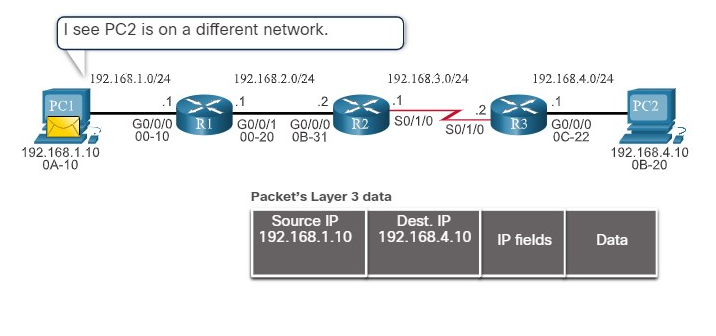 I see PC2 is on a different network.
192.168.1.0/24
192.168.2.0/24
192.168.3.0/24
192.168.4.0/24
PC1
.1
R1
.1
.2
R2
.1
.2
R3
.1
PC2
G0/0/0
00-10
G0/0/1
00-20
G0/0/0
0B-31
S0/1/0
S0/1/0
G0/0/0
0C-22
192.168.1.10
0A-10
192.168.4.10
0B-20
Packet's Layer 3 data
Source IP
192.168.1.10
Dest. IP
192.168.4.10
IP fields
Data